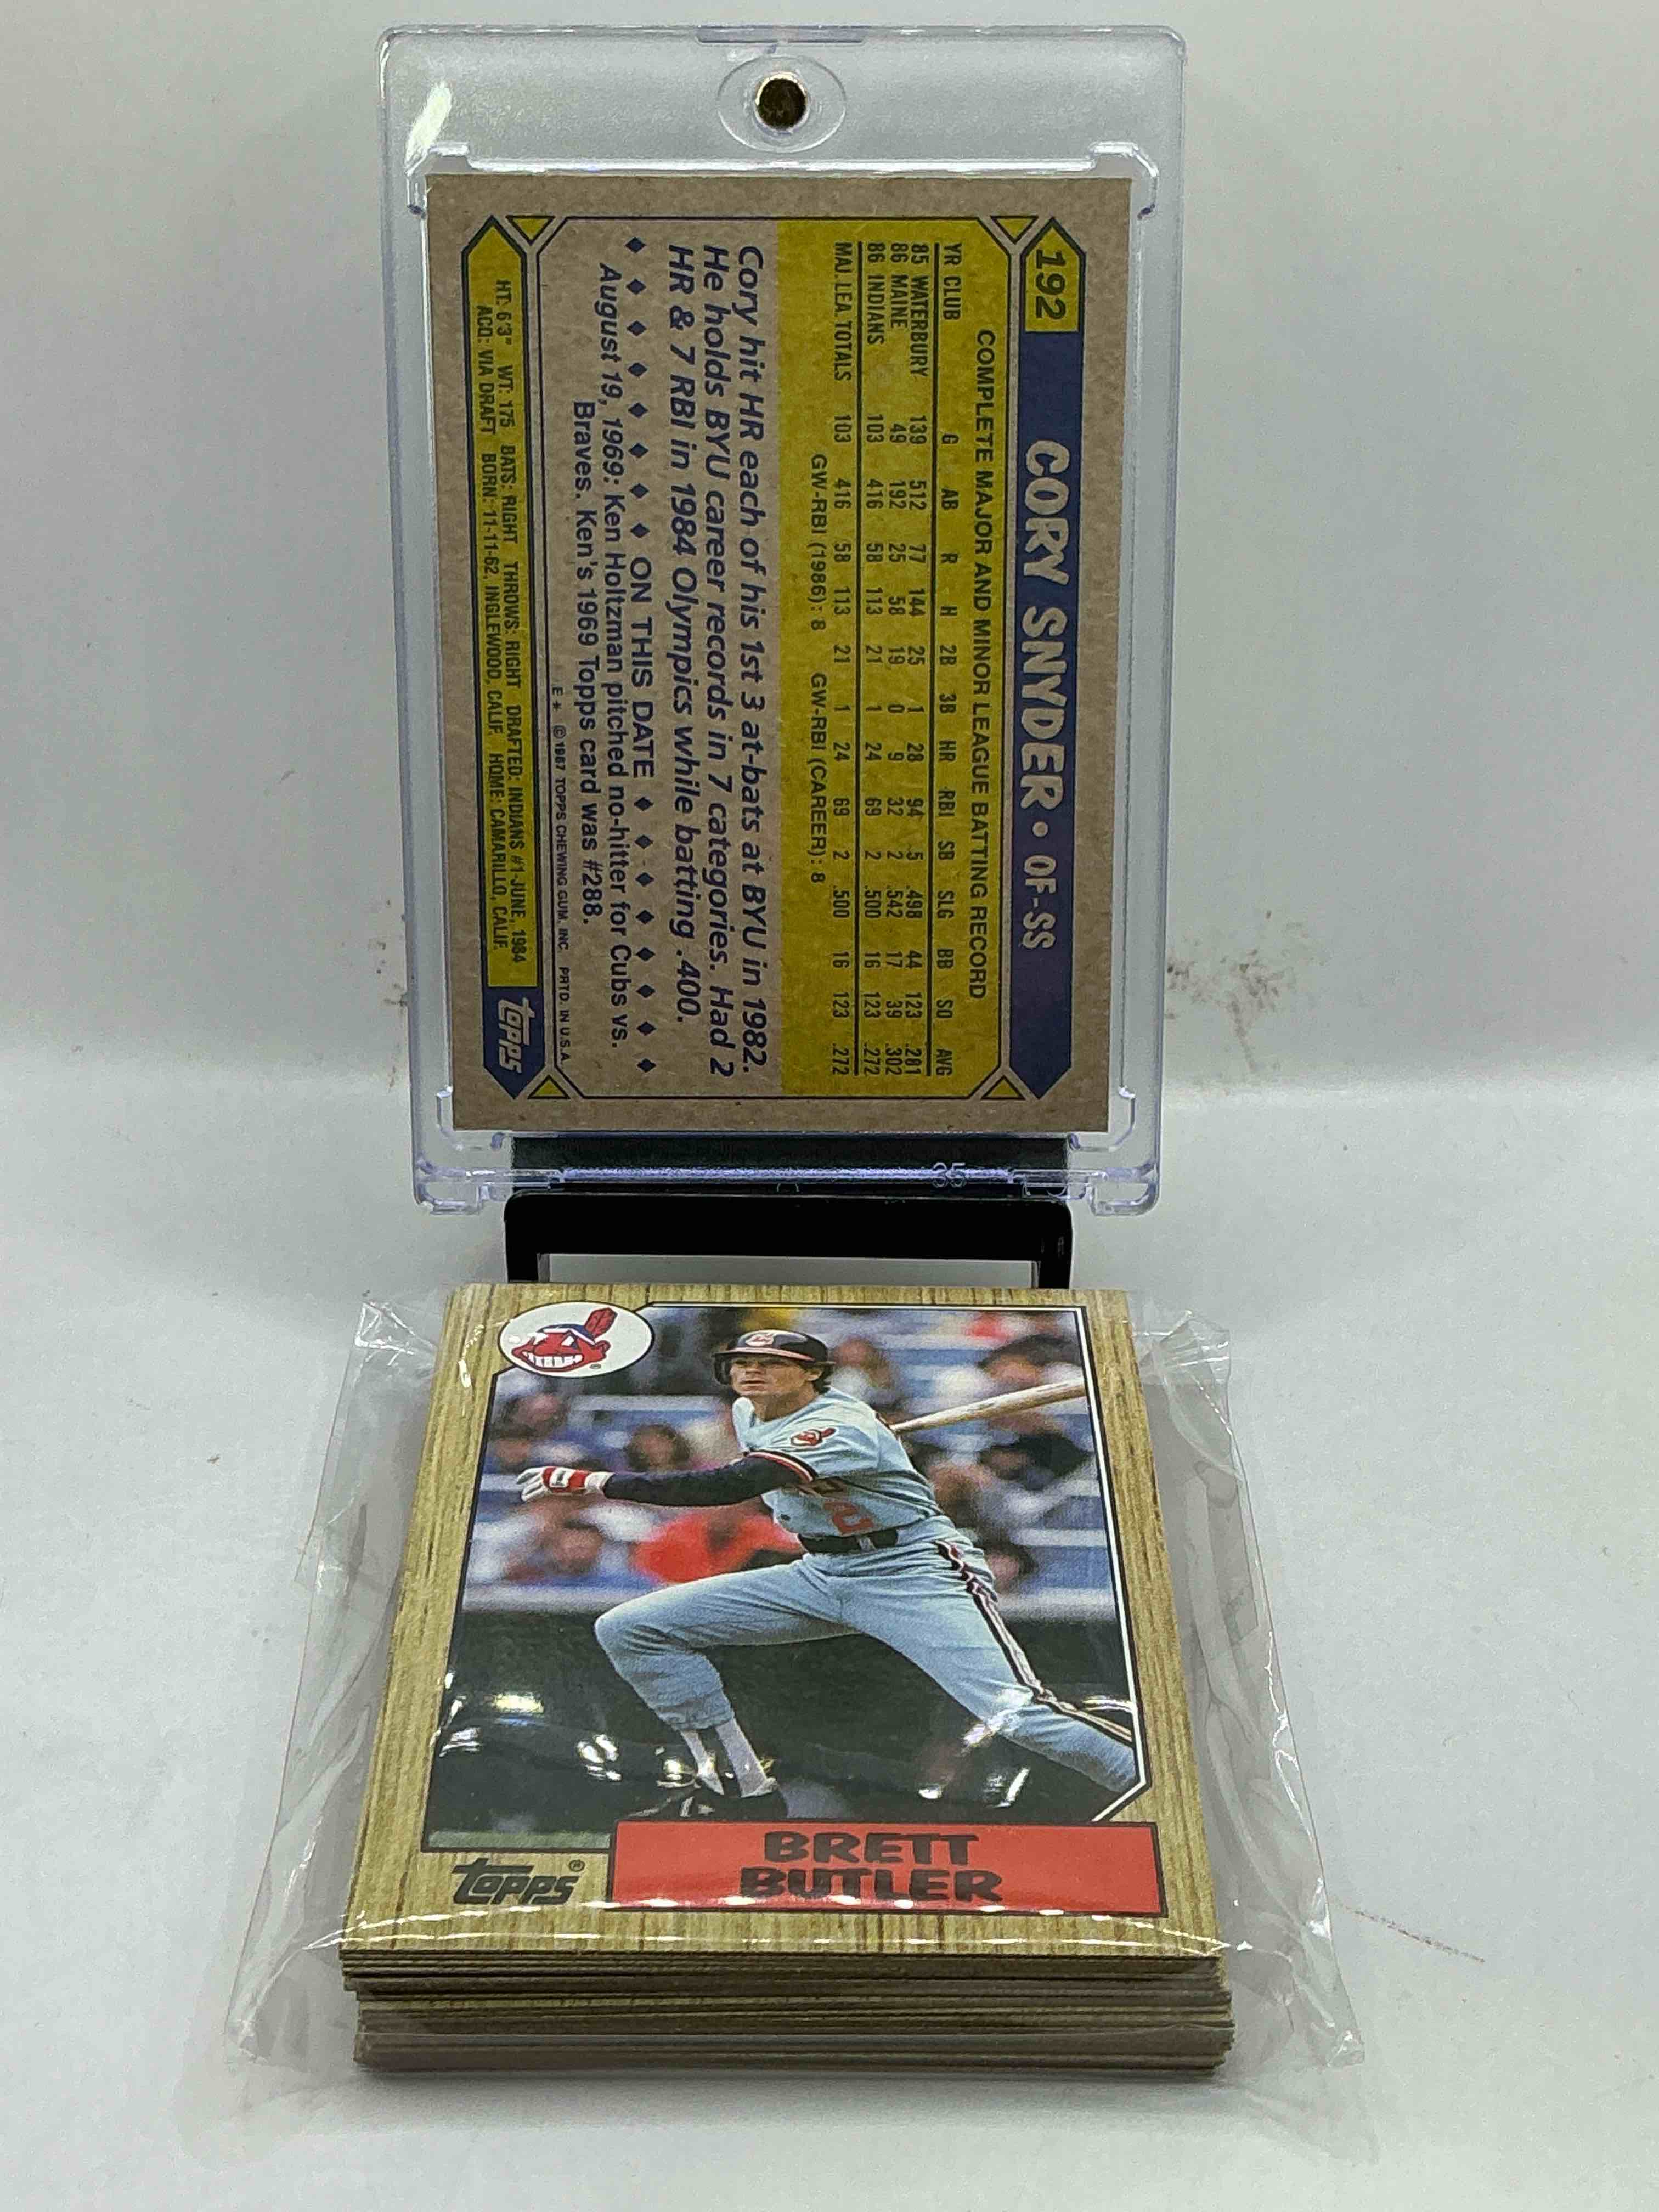 192 CORY SNYDER • OF-SS
COMPLETE MAJOR AND MINOR LEAGUE BATTING RECORD
YR CLUB G AB R H 2B 3B HR RBI SB SLG BB SO AVG
85 WATERBURY 139 512 77 144 25 1 28 94 5 .498 44 123 .281
86 MAINE 49 192 25 58 19 0 9 32 2 .542 17 39 .302
86 INDIANS 103 416 58 113 21 1 24 69 2 .500 16 123 .272
MAJ. LEA. TOTALS 103 416 58 113 21 1 24 69 2 .500 16 123 .272
GW-RBI (1986): 8 GW-RBI (CAREER): 8
Cory hit HR each of his 1st 3 at-bats at BYU in 1982.
He holds BYU career records in 7 categories. Had 2
HR & 7 RBI in 1984 Olympics while batting .400.
ON THIS DATE
August 19, 1969: Ken Holtzman pitched no-hitter for Cubs vs.
Braves. Ken's 1969 Topps card was #288.
E* © 1987 TOPPS CHEWING GUM, INC. PRTD. IN U.S.A.
HT: 6'3" WT: 175 BATS: RIGHT THROWS: RIGHT DRAFTED: INDIANS #1-JUNE, 1984
ACQ: VIA DRAFT BORN: 11-11-62, INGLEWOOD, CALIF. HOME: CAMARILLO, CALIF.
topps
35
C
2
topps®
BRETT
BUTLER